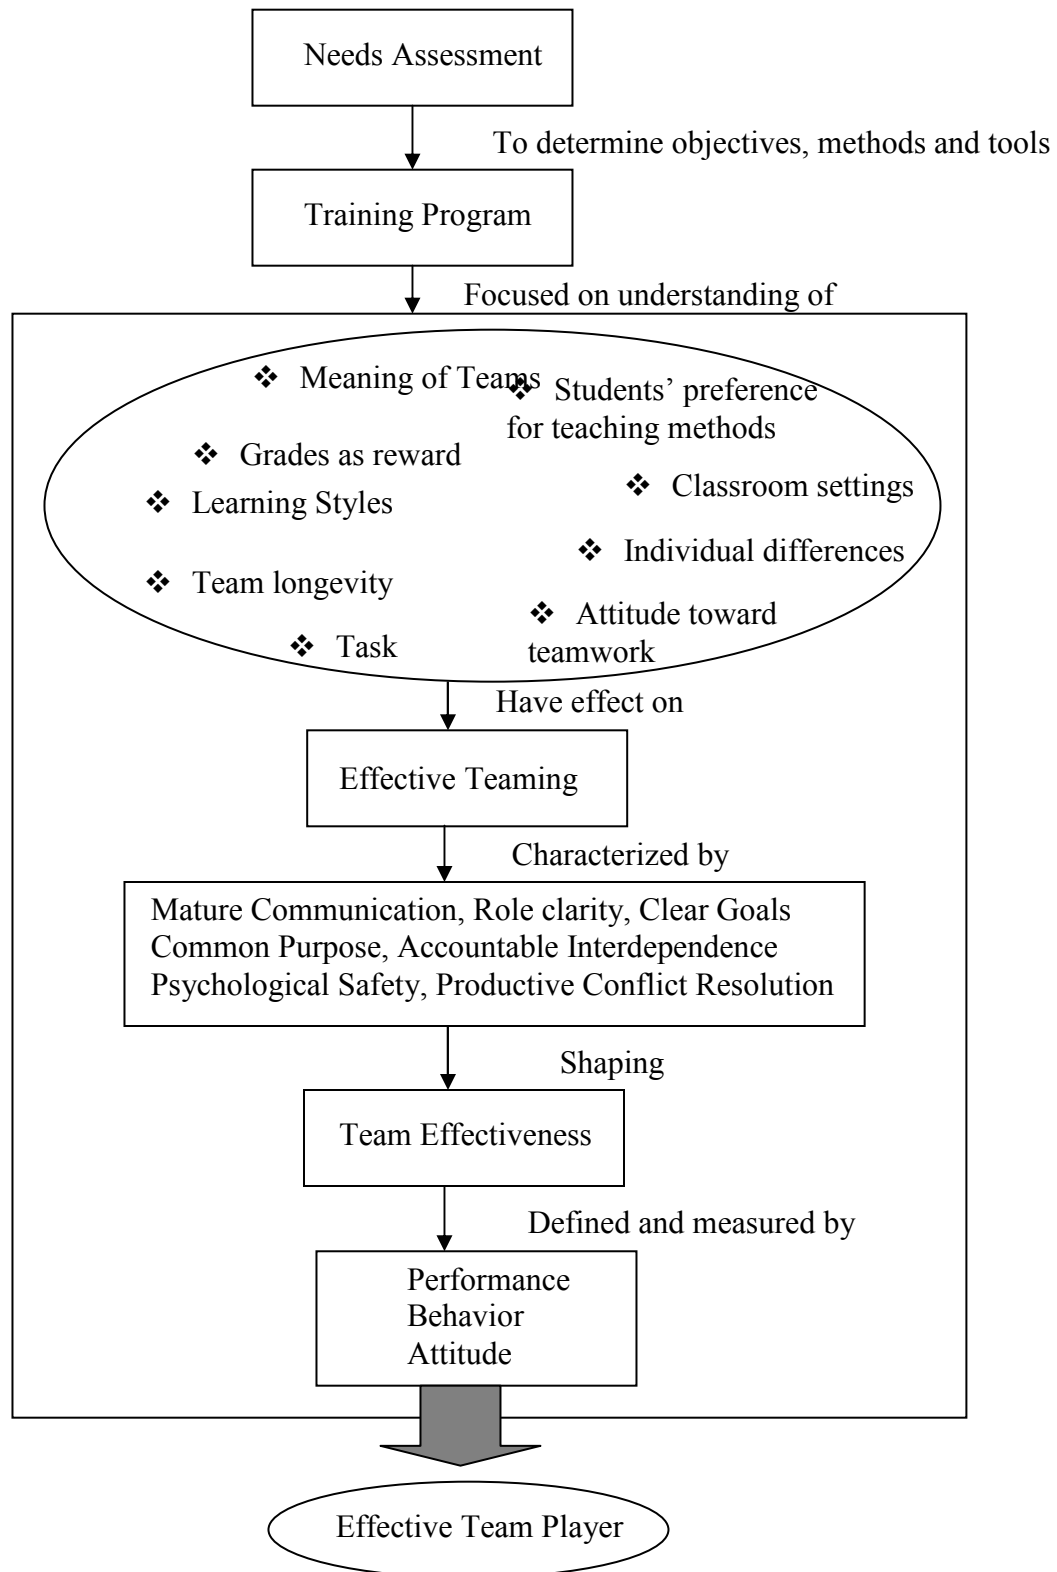 Needs Assessment
To determine objectives, methods and tools
Training Program
Focused on understanding of
❖ Meaning of Teams
❖ Students’ preference
for teaching methods
❖ Grades as reward
❖ Classroom settings
❖ Learning Styles
❖ Individual differences
❖ Team longevity
❖ Attitude toward
teamwork
❖ Task
Have effect on
Effective Teaming
Characterized by
Mature Communication, Role clarity, Clear Goals
Common Purpose, Accountable Interdependence
Psychological Safety, Productive Conflict Resolution
Shaping
Team Effectiveness
Defined and measured by
Performance
Behavior
Attitude
Effective Team Player